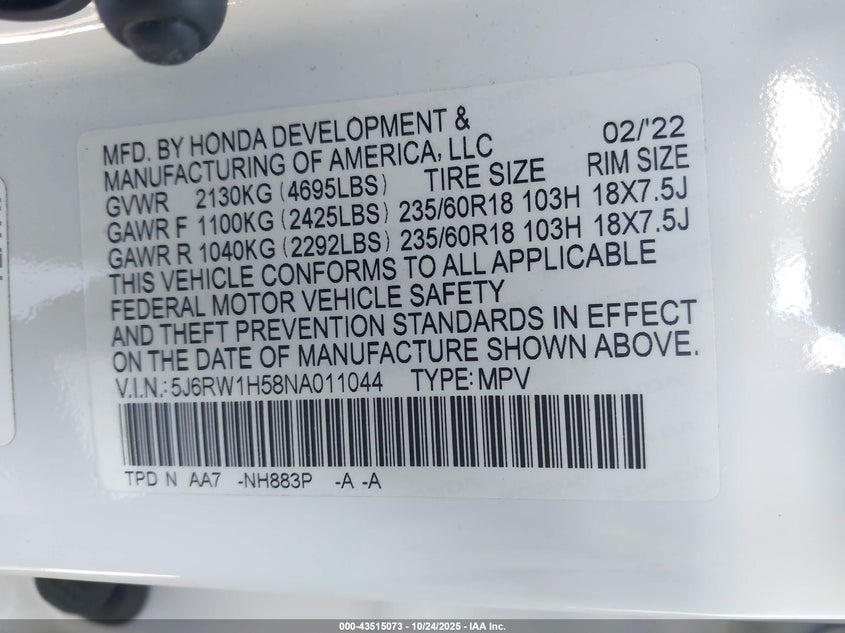 MFD. BY HONDA DEVELOPMENT & 02/'22
MANUFACTURING OF AMERICA, LLC
GVWR 2130KG (4695LBS) TIRE SIZE RIM SIZE
GAWR F 1100KG (2425LBS) 235/60R18 103H 18X7.5J
GAWR R 1040KG (2292LBS) 235/60R18 103H 18X7.5J
THIS VEHICLE CONFORMS TO ALL APPLICABLE
FEDERAL MOTOR VEHICLE SAFETY
AND THEFT PREVENTION STANDARDS IN EFFECT
ON THE DATE OF MANUFACTURE SHOWN ABOVE.
V.I.N.: 5J6RW1H58NA011044 TYPE: MPV
TPD N AA7 -NH883P -A -A
000-43515073 - 10/24/2025 - IAA Inc.